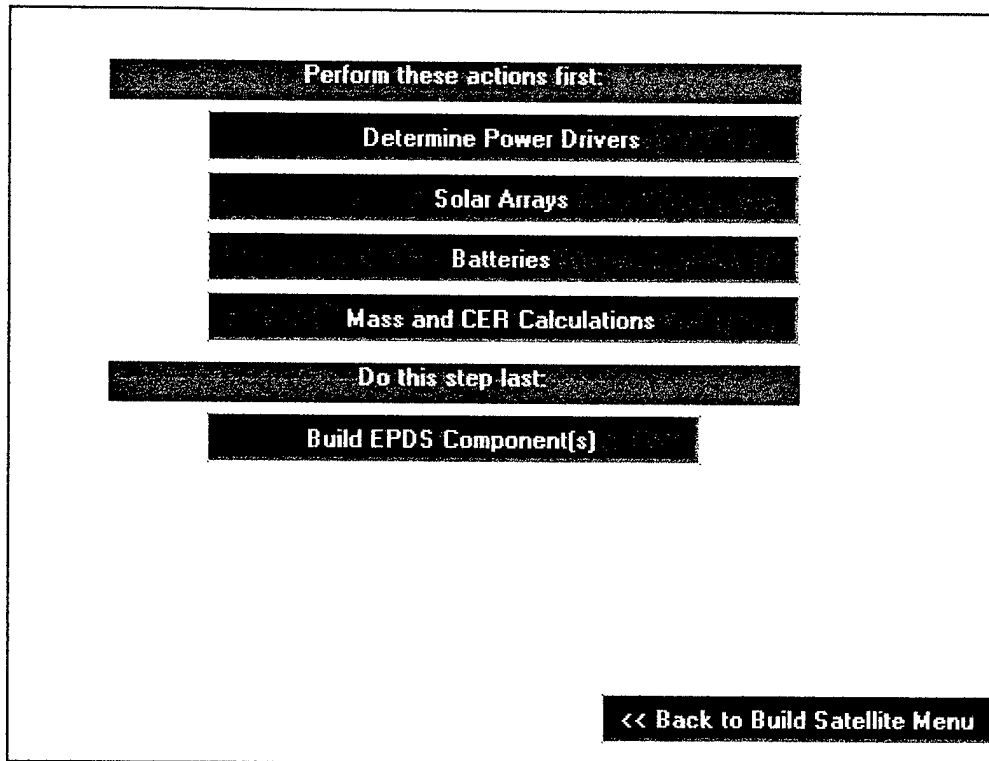 Perform these actions first:
Determine Power Drivers
Solar Arrays
Batteries
Mass and CER Calculations
Do this step last:
Build EPDS Component(s)
<< Back to Build Satellite Menu